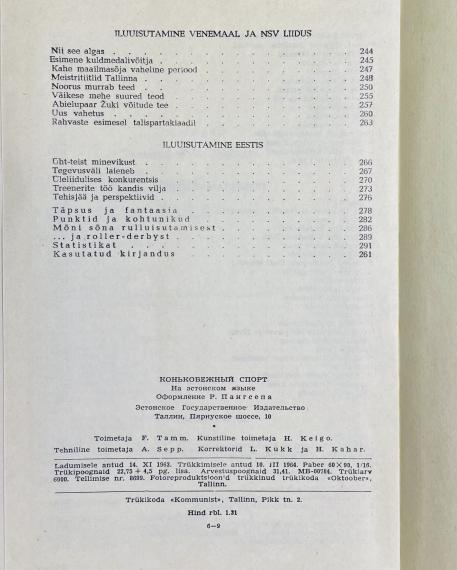 ILUUISUTAMINE VENEMAAL JA NSV LIIDUS
Nii see algas . . . . . . . . . . . . 244
Esimene kuldmedalivõitja . . . . . . . . . 245
Kahe maailmasõja vaheline periood . . . . . . . 247
Meistritiitlid Tallinna . . . . . . . . . . 248
Noorus murrab teed . . . . . . . . . . 250
Väikese mehe suured teod . . . . . . . . . 255
Abielupaar Žuki võitude tee . . . . . . . . . 257
Uus vahetus . . . . . . . . . . . . 260
Rahvaste esimesel talispartakiaadil . . . . . . . 263
ILUUISUTAMINE EESTIS
Üht-teist minevikust . . . . . . . . . . 266
Tegevusväli laieneb . . . . . . . . . . 267
Üleliidulises konkurentsis . . . . . . . . . 270
Treenerite töö kandis vilja . . . . . . . . . 273
Tehisjää ja perspektiivid . . . . . . . . . 276
Täpsus ja fantaasia . . . . . . . . . 278
Punktid ja kohtunikud . . . . . . . . . 282
Mõni sõna rulluisutamisest . . . . . . . 286
... ja roller-derbyst . . . . . . . . . 289
Statistikat . . . . . . . . . . . 291
Kasutatud kirjandus . . . . . . . . . 261
КОНЬКОБЕЖНЫЙ СПОРТ
На эстонском языке
Оформление Р. Пангсепа
Эстонское Государственное Издательство
Таллин, Пярнуское шоссе, 10
*
Toimetaja F. Tamm. Kunstiline toimetaja H. Keigo.
Tehniline toimetaja A. Sepp. Korrektorid L. Kukk ja H. Kahar.
Ladumisele antud 14. XI 1963. Trükkimisele antud 10. III 1964. Paber 60×90, 1/16.
Trükipoognaid 22,75 + 4,5 pg. lisa. Arvestuspoognaid 31,41. MB-00784. Trükiarv
6000. Tellimise nr. 8699. Fotoreproduktsioonid trükkinud trükikoda «Oktoober»,
Tallinn.
Trükikoda «Kommunist», Tallinn, Pikk tn. 2.
Hind rbl. 1.31
6—9